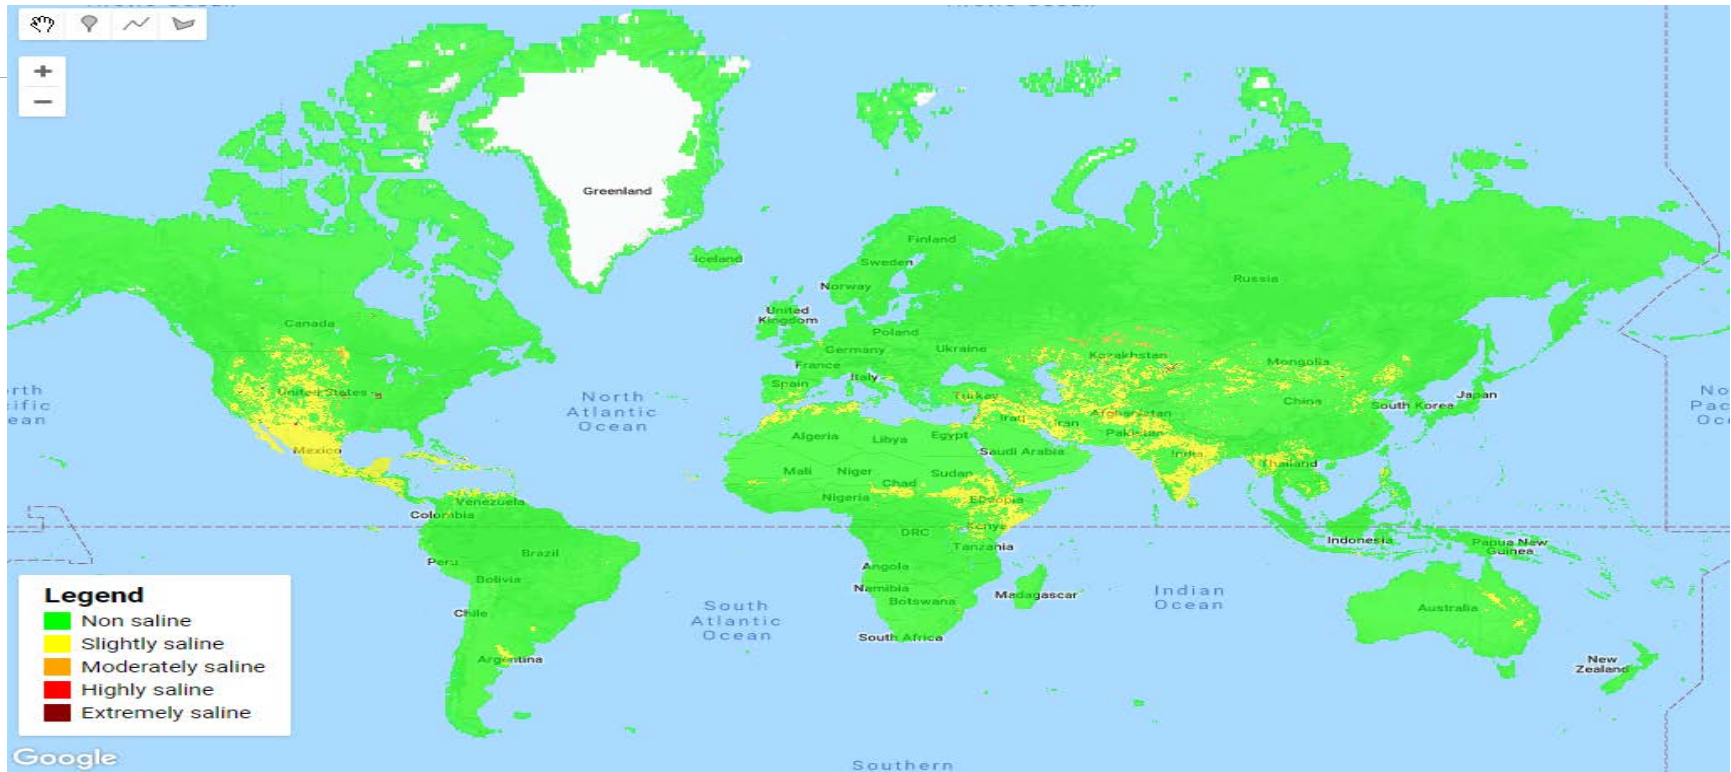 Greenland
Iceland
Finland
Sweden
Norway
Russia
United
Kingdom
Canada
Poland
Germany
Ukraine
Kazakhstan
Mongolia
France
Italy
Spain
United States
North
Atlantic
Ocean
Turkey
China
Japan
South Korea
Afghanistan
Iraq
Iran
Pakistan
Algeria
Libya
Egypt
Saudi Arabia
India
Thailand
Mexico
Mali
Niger
Chad
Sudan
Nigeria
Ethiopia
Venezuela
Colombia
Kenya
DRC
Tanzania
Indonesia
Papua New
Guinea
Peru
Brazil
Angola
Bolivia
Namibia
Botswana
Madagascar
Indian
Ocean
Australia
Chile
South
Atlantic
Ocean
South Africa
Argentina
New
Zealand
Legend
Non saline
Slightly saline
Moderately saline
Highly saline
Extremely saline
Google
Southern